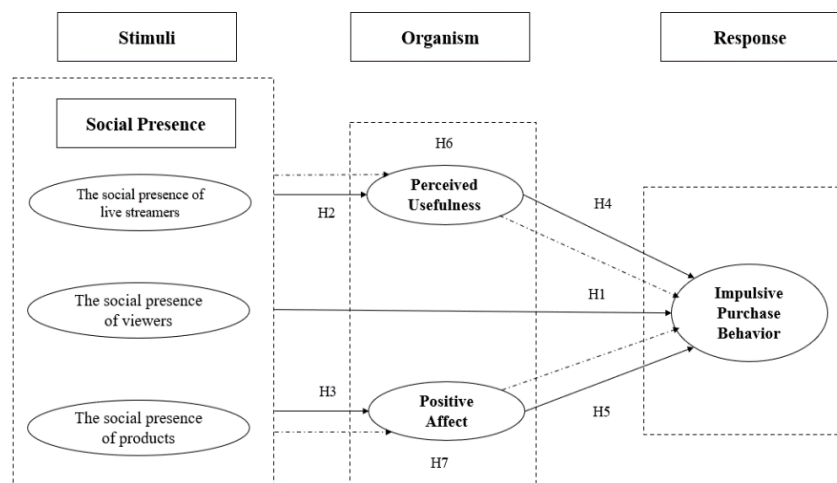 Stimuli
Organism
Response
Social Presence
H6
The social presence of
live streamers
H2
Perceived
Usefulness
H4
The social presence
of viewers
H1
Impulsive
Purchase
Behavior
The social presence
of products
H3
Positive
Affect
H5
H7